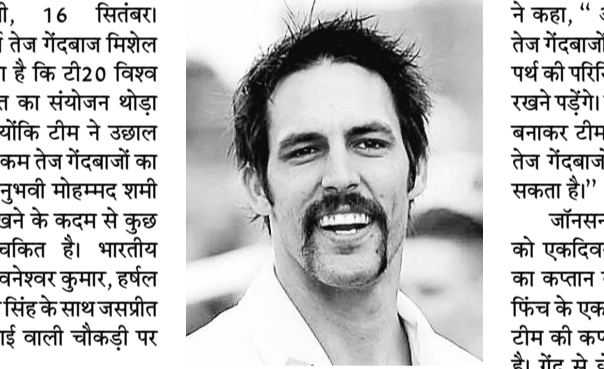 ी, 16 सितंबर।
तेज गेंदबाज मिशेल
है कि टी20 विश्व
त का संयोजन थोड़ा
योंकि टीम ने उछाल
कम तेज गेंदबाजों का
नुभवी मोहम्मद शमी
खने के कदम से कुछ
चकित है। भारतीय
वनेश्वर कुमार, हर्षल
सिंह के साथ जसप्रीत
ाई वाली चौकड़ी पर
ने कहा, “
तेज गेंदबाजों
पर्थ की परिसि
रखने पड़ेंगे।
बनाकर टीम
तेज गेंदबाज
सकता है।”
जॉनसन
को एकदिव
का कप्तान
फिंच के एक
टीम की कप
है। गेंद से